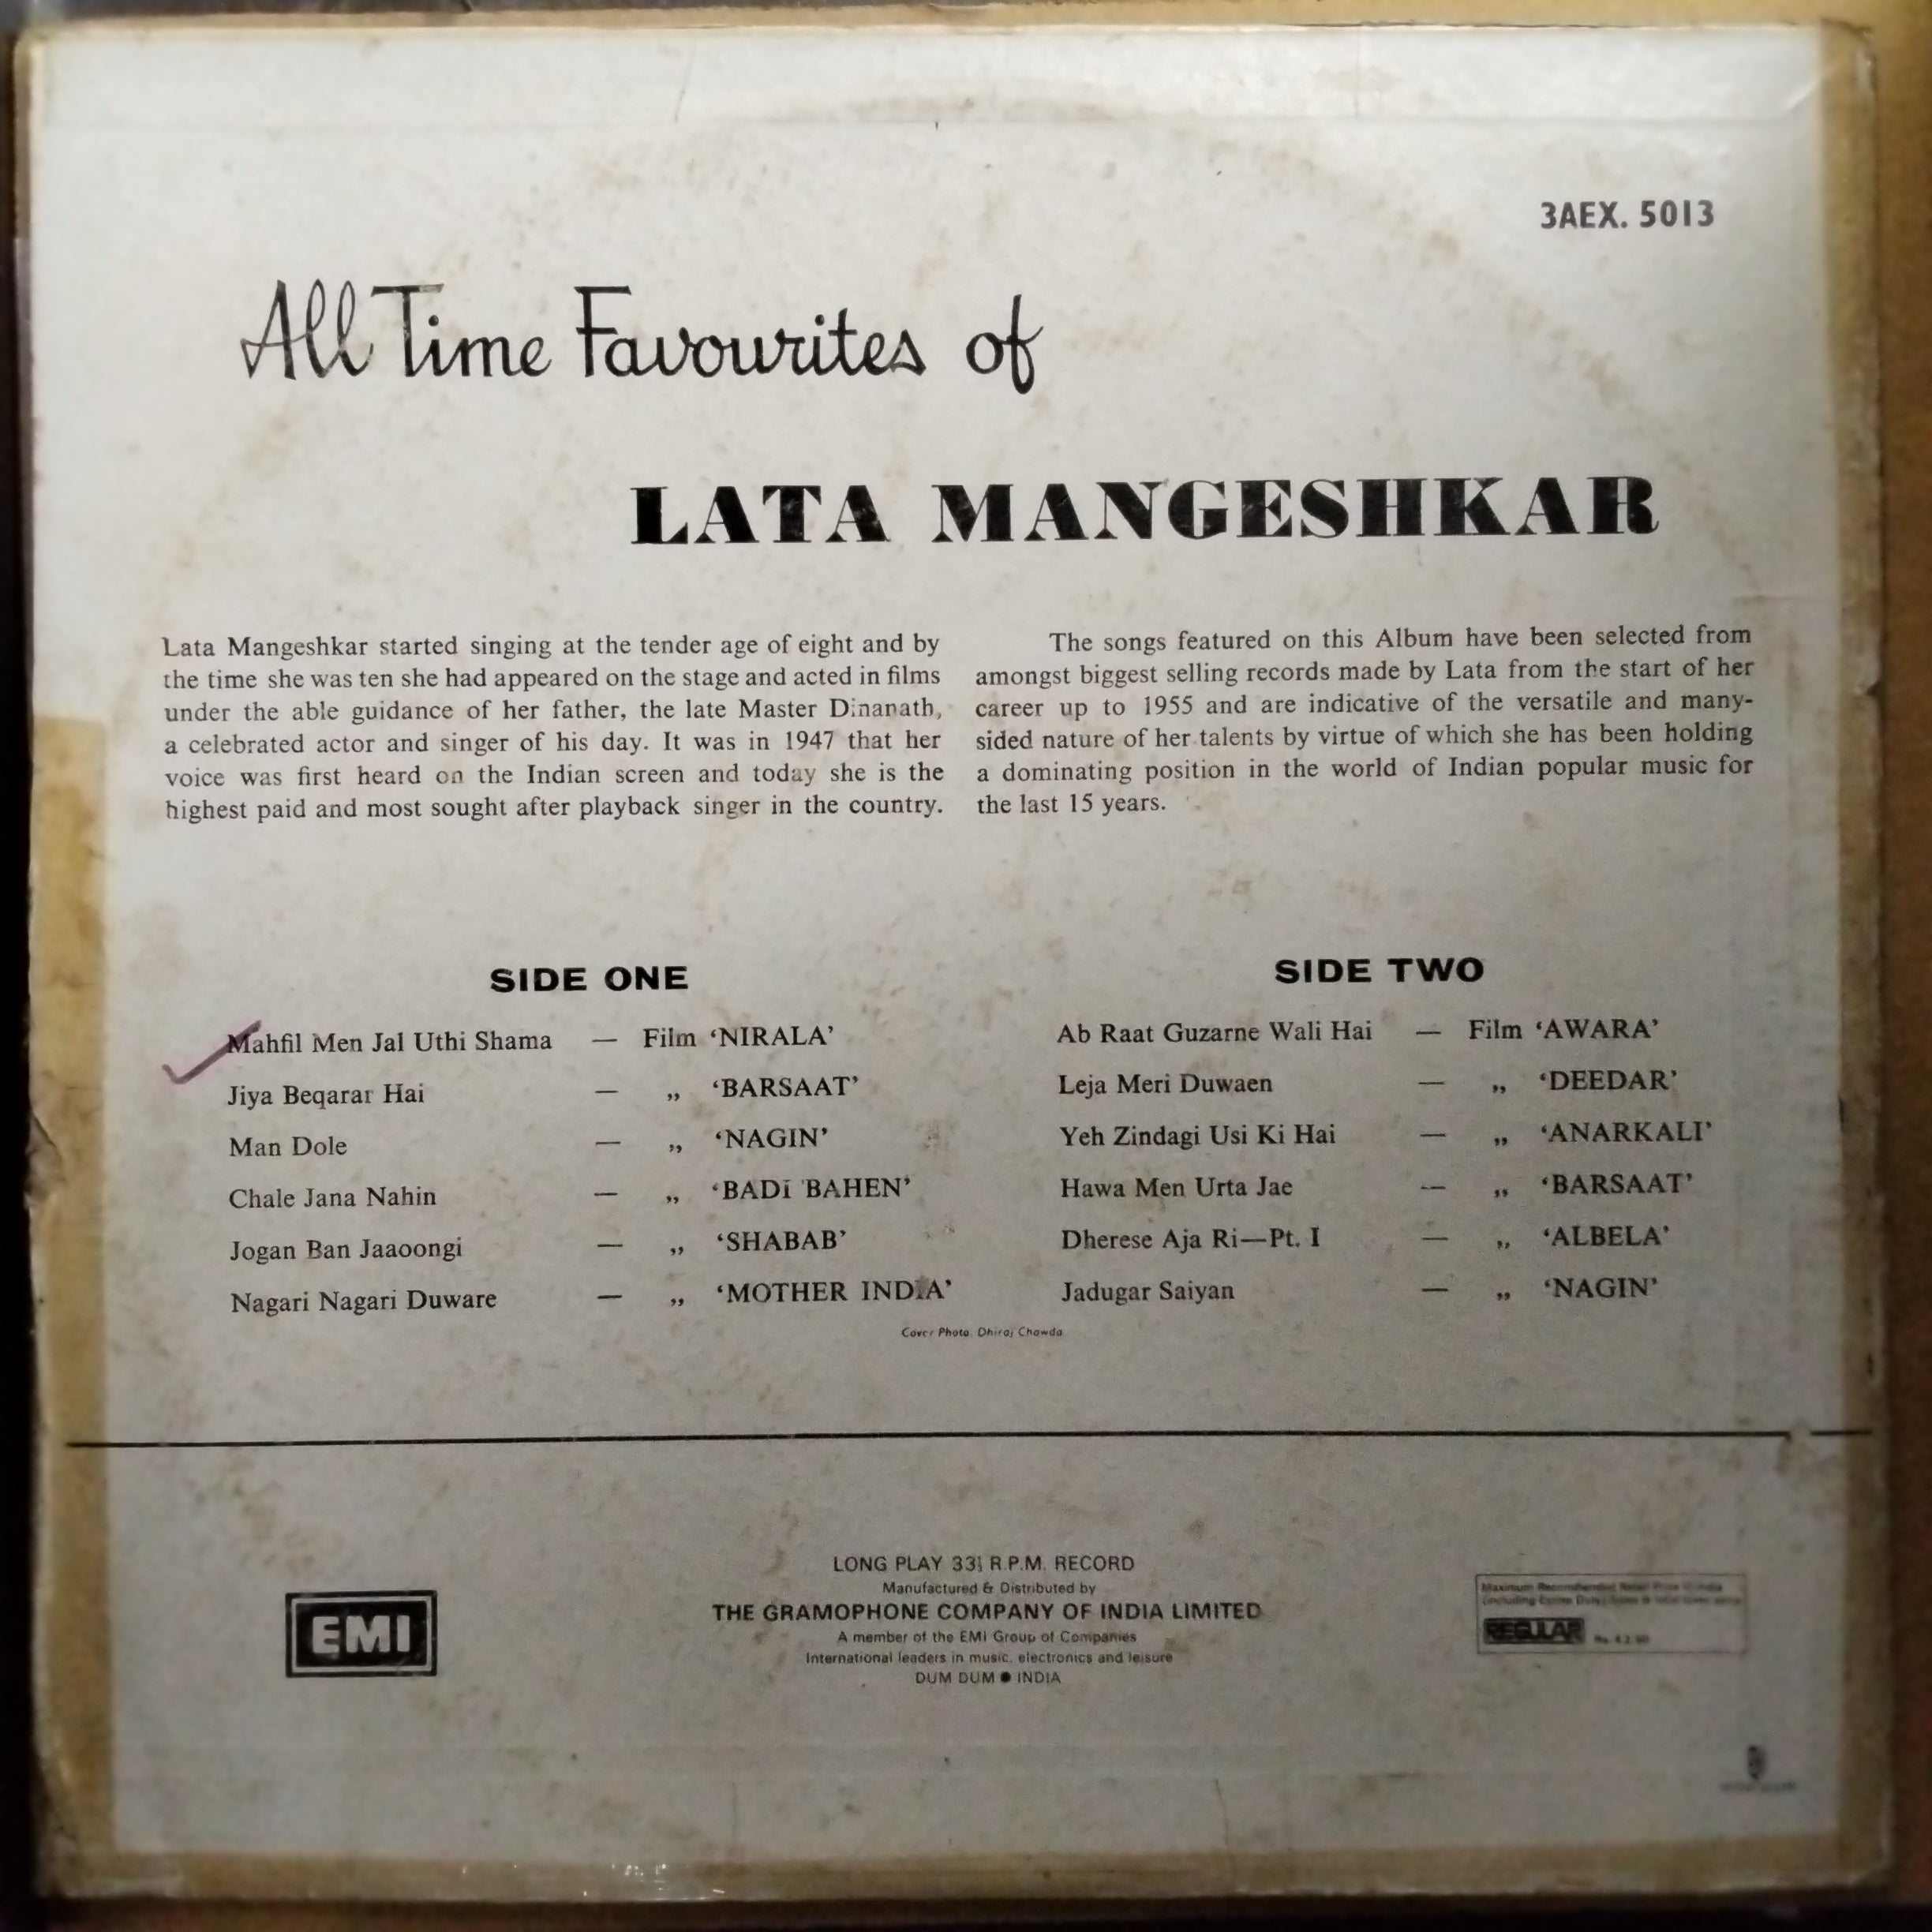 3AEX. 5013
All Time Favourites of
LATA MANGESHKAR
Lata Mangeshkar started singing at the tender age of eight and by
the time she was ten she had appeared on the stage and acted in films
under the able guidance of her father, the late Master Dinanath,
a celebrated actor and singer of his day. It was in 1947 that her
voice was first heard on the Indian screen and today she is the
highest paid and most sought after playback singer in the country.
The songs featured on this Album have been selected from
amongst biggest selling records made by Lata from the start of her
career up to 1955 and are indicative of the versatile and many-
sided nature of her talents by virtue of which she has been holding
a dominating position in the world of Indian popular music for
the last 15 years.
SIDE ONE
Mahfil Men Jal Uthi Shama — Film ‘NIRALA’
Jiya Beqarar Hai — „ ‘BARSAAT’
Man Dole — „ ‘NAGIN’
Chale Jana Nahin — „ ‘BADI BAHEN’
Jogan Ban Jaaoongi — „ ‘SHABAB’
Nagari Nagari Duware — „ ‘MOTHER INDIA’
SIDE TWO
Ab Raat Guzarne Wali Hai — Film ‘AWARA’
Leja Meri Duwaen — „ ‘DEEDAR’
Yeh Zindagi Usi Ki Hai — „ ‘ANARKALI’
Hawa Men Urta Jae — „ ‘BARSAAT’
Dherese Aja Ri—Pt. I — „ ‘ALBELA’
Jadugar Saiyan — „ ‘NAGIN’
Cover Photo: Dhiraj Chawda
LONG PLAY 33⅓ R.P.M. RECORD
Manufactured & Distributed by
THE GRAMOPHONE COMPANY OF INDIA LIMITED
A member of the EMI Group of Companies
International leaders in music, electronics and leisure
DUM DUM ● INDIA
EMI
Maximum Recommended Retail Price in India
REGULAR